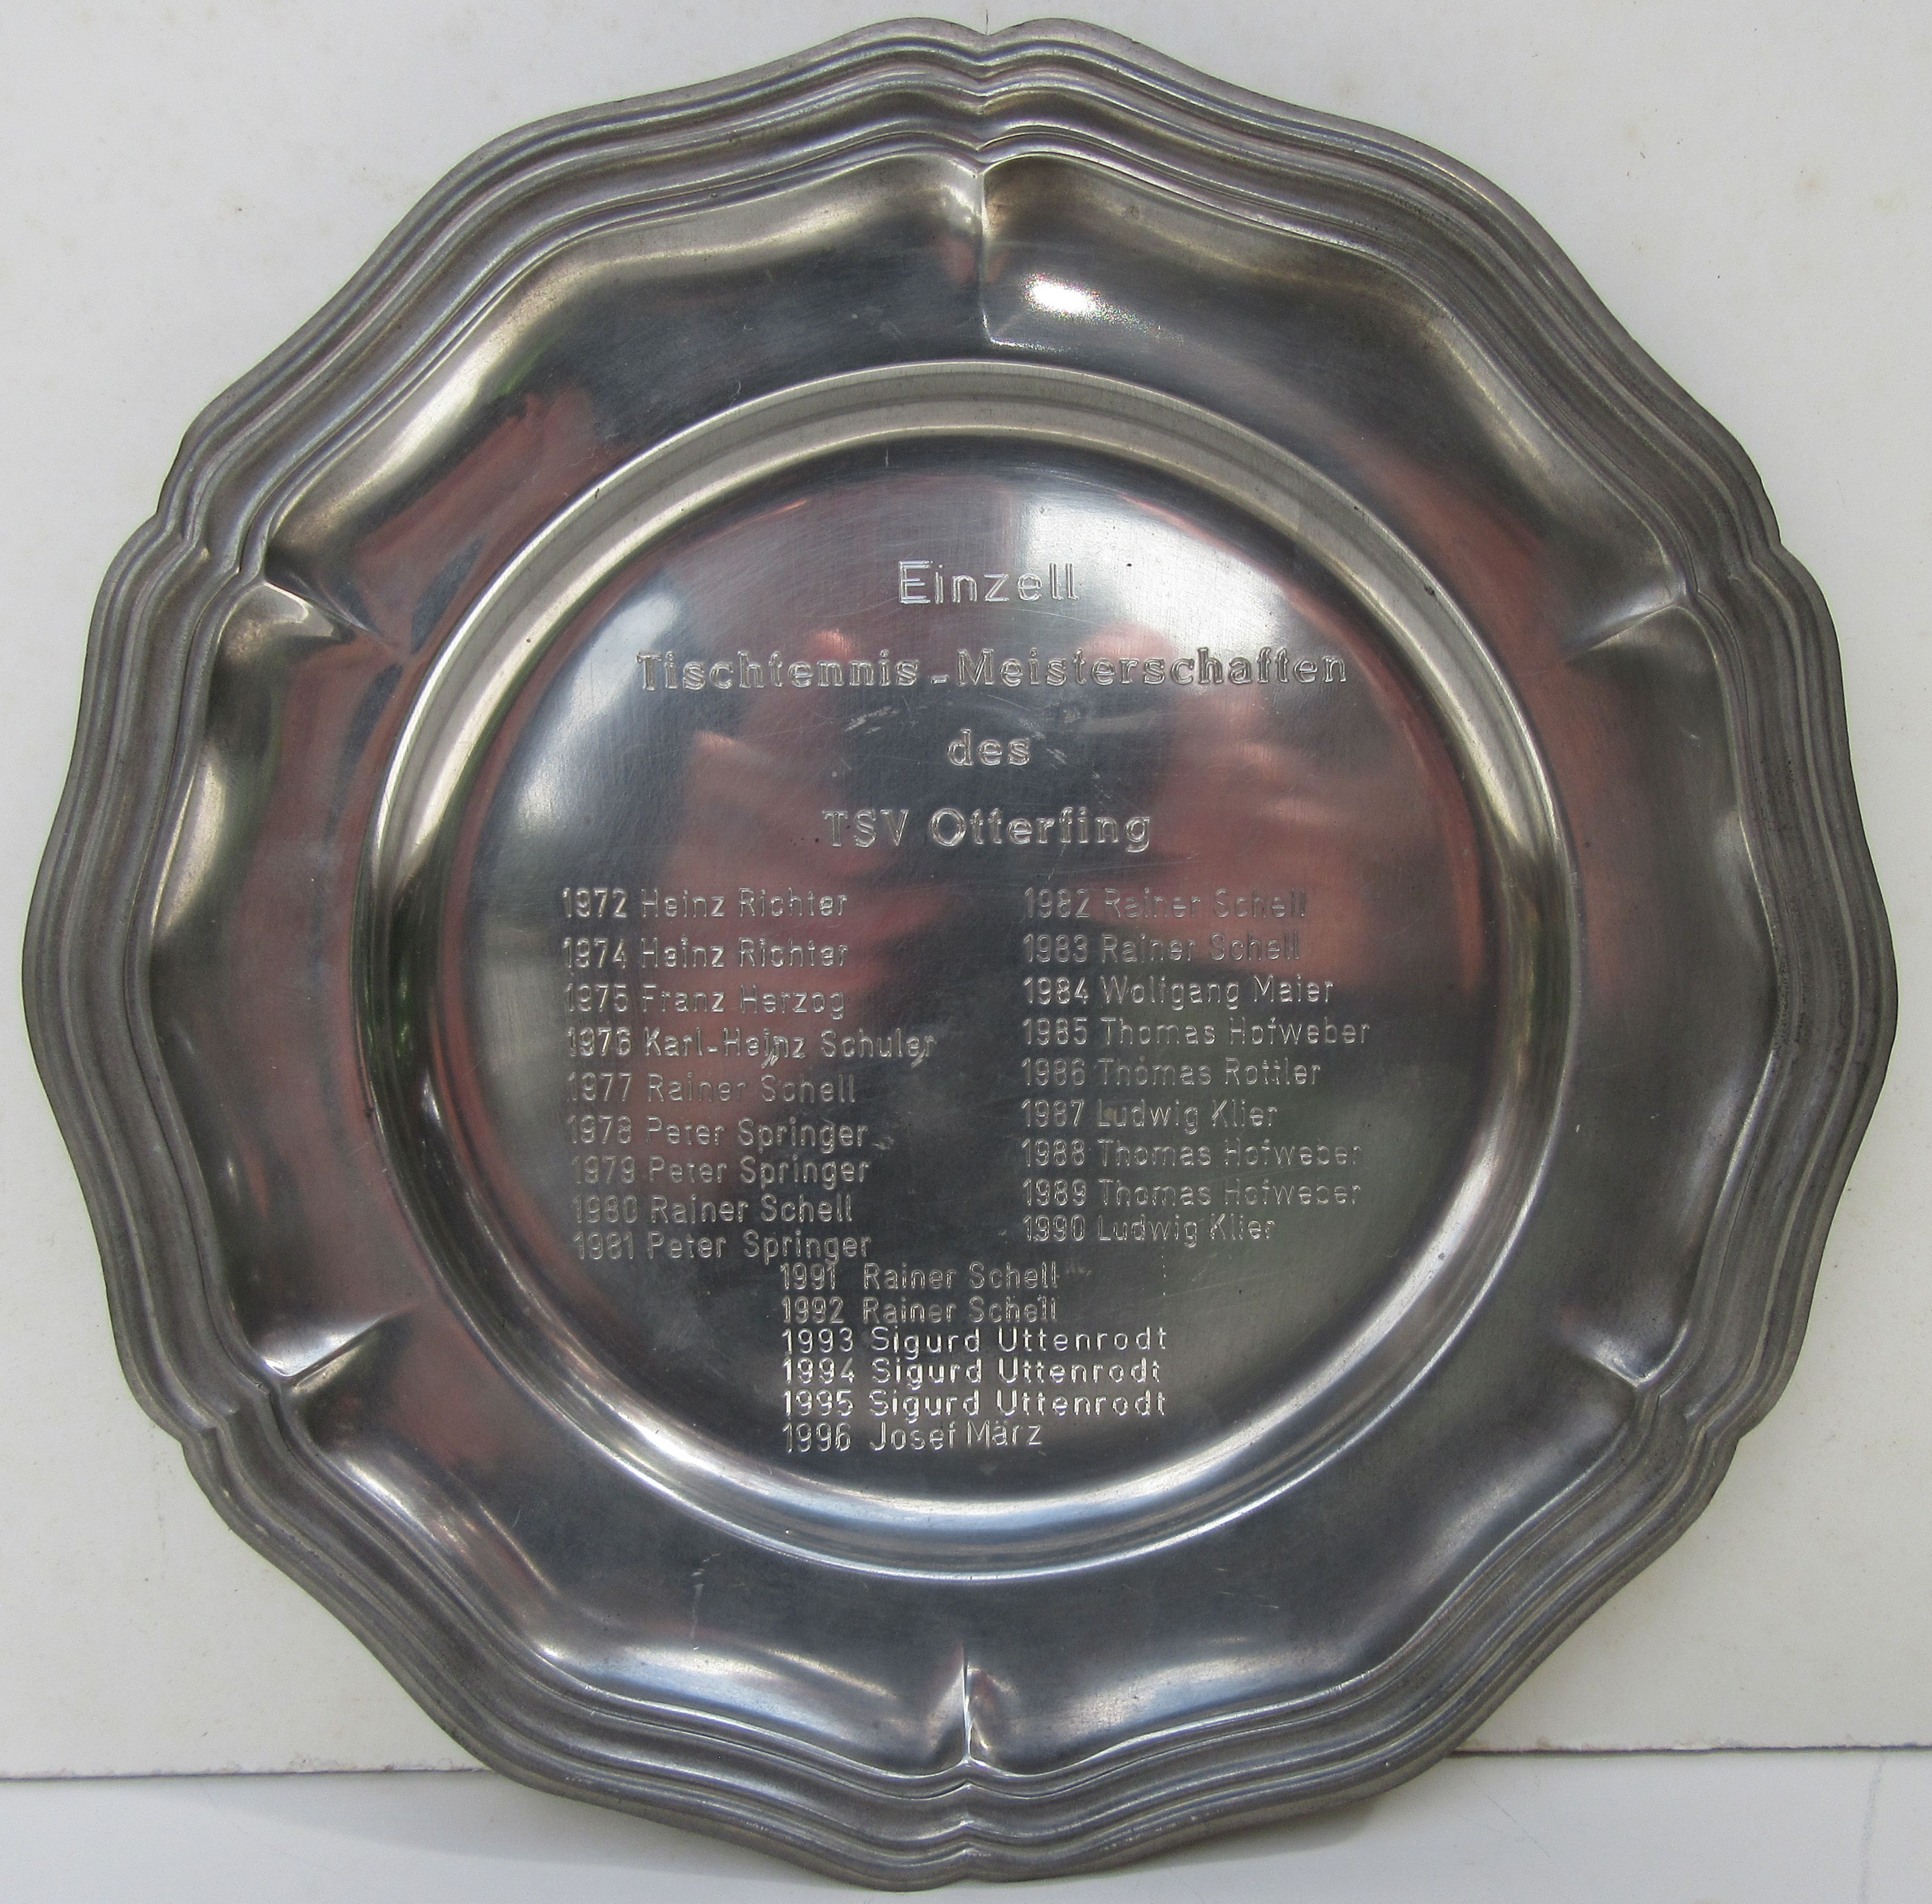 Einzell
Tischtennis-Meisterschaften
des
TSV Otterfing
1972 Heinz Richter
1974 Heinz Richter
1975 Franz Herzog
1976 Karl-Heinz Schuler
1977 Rainer Schell
1978 Peter Springer
1979 Peter Springer
1980 Rainer Schell
1981 Peter Springer
1982 Rainer Schell
1983 Rainer Schell
1984 Wolfgang Maier
1985 Thomas Hofweber
1986 Thomas Rottler
1987 Ludwig Klier
1988 Thomas Hofweber
1989 Thomas Hofweber
1990 Ludwig Klier
1991 Rainer Schell
1992 Rainer Schell
1993 Sigurd Uttenrodt
1994 Sigurd Uttenrodt
1995 Sigurd Uttenrodt
1996 Josef März